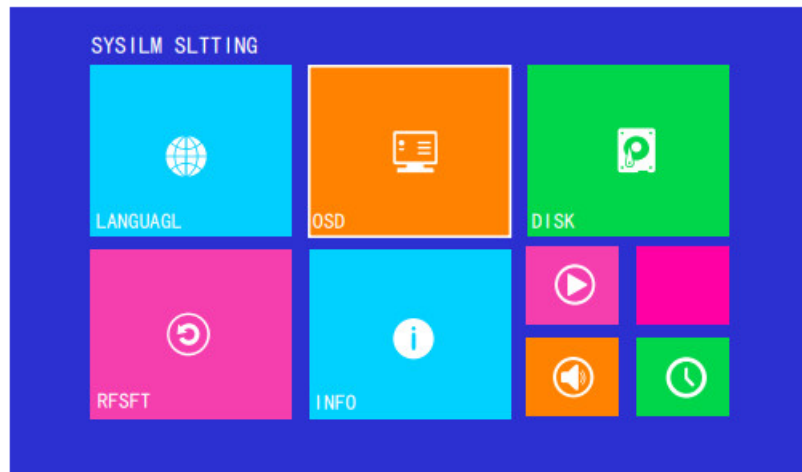 SYSILM SLTTING
LANGUAGL
OSD
DISK
RFSFT
INFO